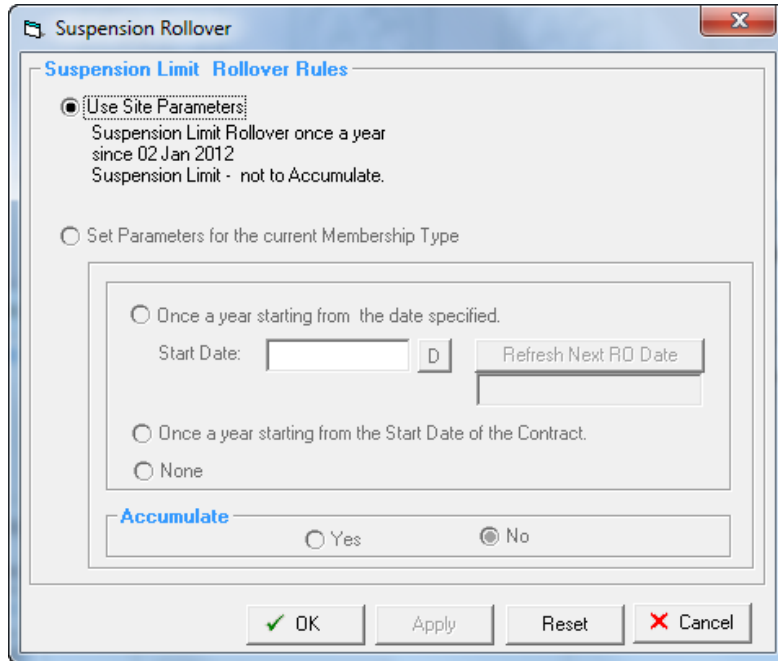 Suspension Rollover
Suspension Limit  Rollover Rules
Use Site Parameters
Suspension Limit Rollover once a year
since 02 Jan 2012
Suspension Limit -  not to Accumulate.
Set Parameters for the current Membership Type
Once a year starting from  the date specified.
Start Date: D Refresh Next RO Date
Once a year starting from the Start Date of the Contract.
None
Accumulate
Yes No
OK Apply Reset Cancel